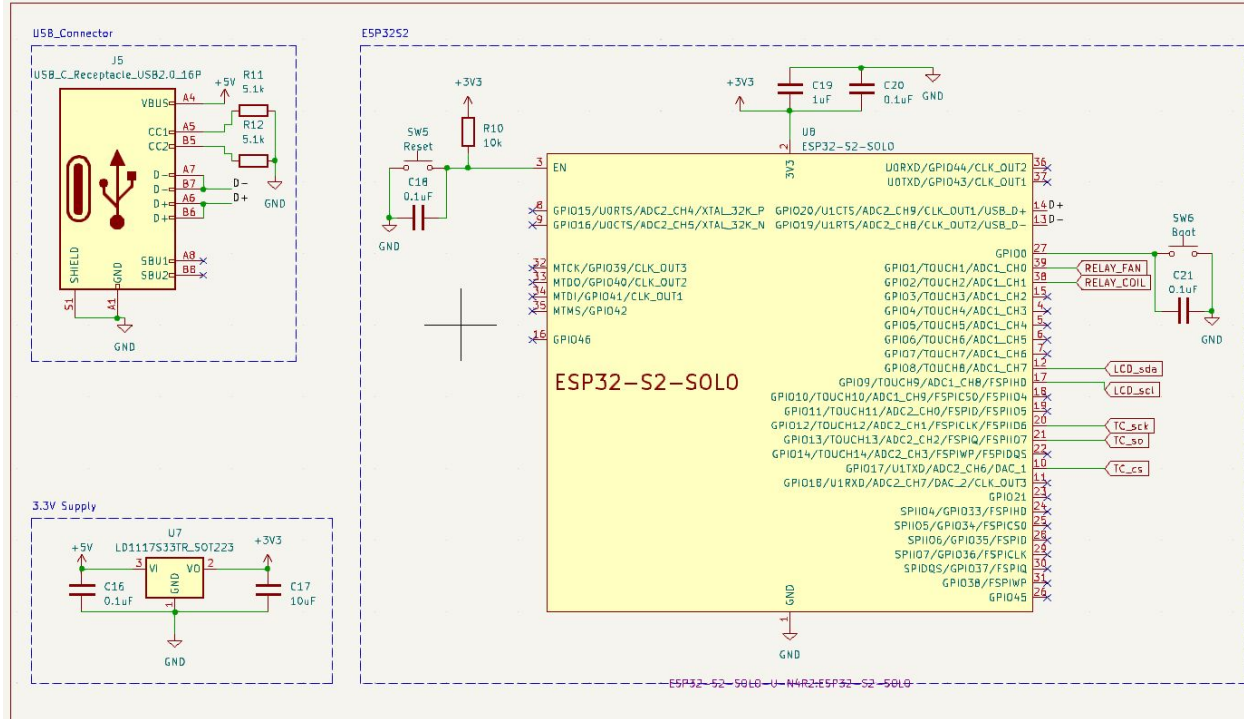 USB_Connector
J5
USB_C_Receptacle_USB2.0_16P
+5V
R11
5.1k
R12
5.1k
VBUS A4
CC1 A5
CC2 B5
D- A7
D- B7
D+ A6
D+ B6
D-
D+
GND
SBU1 A8
SBU2 B8
SHIELD
GND
S1
A1
GND
3.3V Supply
U7
LD1117S33TR_SOT223
+5V
+3V3
3 VI
VO 2
GND
1
C16
0.1uF
C17
10uF
GND
ESP32S2
+3V3
R10
10k
SW5
Reset
C18
0.1uF
GND
+3V3
C19
1uF
C20
0.1uF
GND
U8
ESP32-S2-SOLO
2
3V3
3 EN
8 GPIO15/U0RTS/ADC2_CH4/XTAL_32K_P
9 GPIO16/U0CTS/ADC2_CH5/XTAL_32K_N
32 MTCK/GPIO39/CLK_OUT3
33 MTDO/GPIO40/CLK_OUT2
34 MTDI/GPIO41/CLK_OUT1
35 MTMS/GPIO42
16 GPIO46
ESP32-S2-SOLO
U0RXD/GPIO44/CLK_OUT2 36
U0TXD/GPIO43/CLK_OUT1 37
GPIO20/U1CTS/ADC2_CH9/CLK_OUT1/USB_D+ 14 D+
GPIO19/U1RTS/ADC2_CH8/CLK_OUT2/USB_D- 13 D-
GPIO0 27
GPIO1/TOUCH1/ADC1_CH0 39 RELAY_FAN
GPIO2/TOUCH2/ADC1_CH1 38 RELAY_COIL
GPIO3/TOUCH3/ADC1_CH2 15
GPIO4/TOUCH4/ADC1_CH3 4
GPIO5/TOUCH5/ADC1_CH4 5
GPIO6/TOUCH6/ADC1_CH5 6
GPIO7/TOUCH7/ADC1_CH6 7
GPIO8/TOUCH8/ADC1_CH7 12 LCD_sda
GPIO9/TOUCH9/ADC1_CH8/FSPIHD 17 LCD_scl
GPIO10/TOUCH10/ADC1_CH9/FSPICS0/FSPIIO4 18
GPIO11/TOUCH11/ADC2_CH0/FSPID/FSPIIO5 19
GPIO12/TOUCH12/ADC2_CH1/FSPICLK/FSPIIO6 20 TC_sck
GPIO13/TOUCH13/ADC2_CH2/FSPIQ/FSPIIO7 21 TC_so
GPIO14/TOUCH14/ADC2_CH3/FSPIWP/FSPIDQS 22
GPIO17/U1TXD/ADC2_CH6/DAC_1 10 TC_cs
GPIO18/U1RXD/ADC2_CH7/DAC_2/CLK_OUT3 11
GPIO21 23
SPIIO4/GPIO33/FSPIHD 24
SPIIO5/GPIO34/FSPICS0 25
SPIIO6/GPIO35/FSPID 28
SPIIO7/GPIO36/FSPICLK 29
SPIDQS/GPIO37/FSPIQ 30
GPIO38/FSPIWP 31
GPIO45 26
GND
1
GND
SW6
Boot
C21
0.1uF
GND
ESP32-S2-SOLO-U-N4R2:ESP32-S2-SOLO